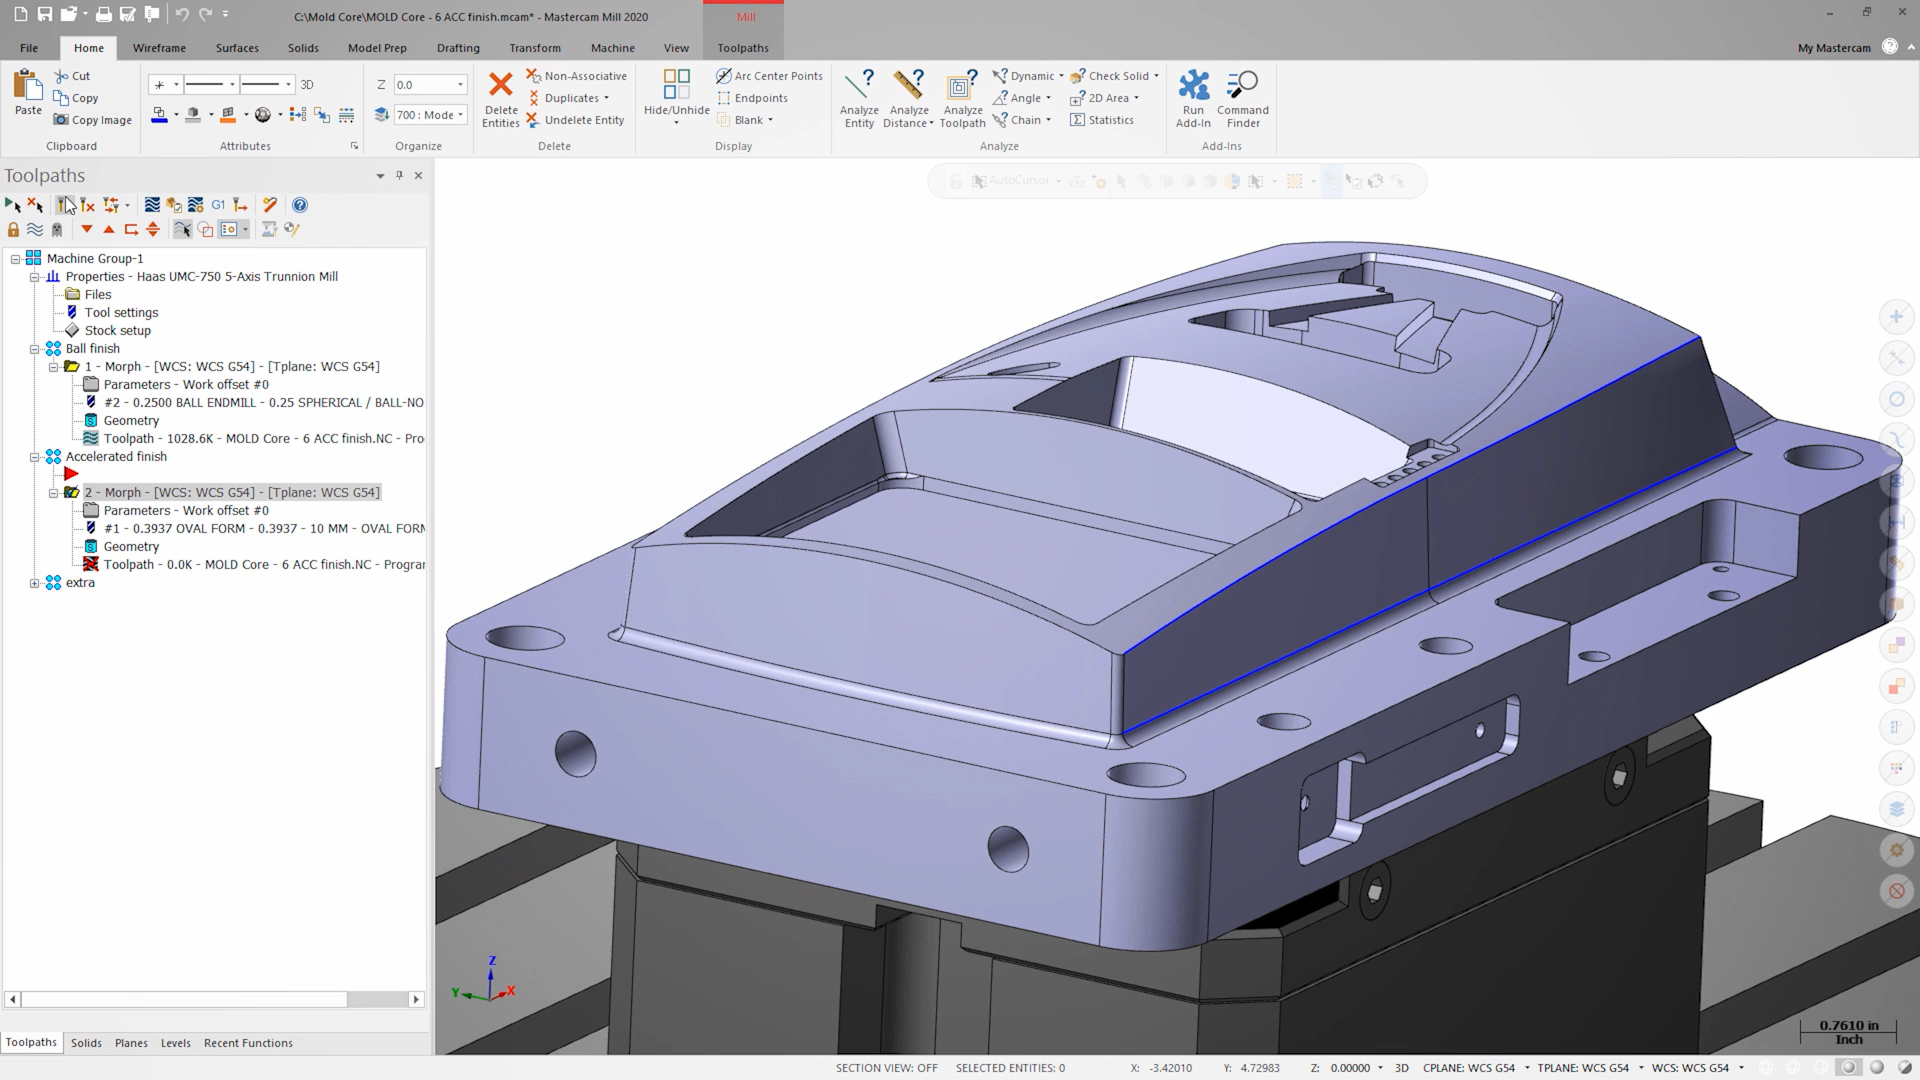 C:\Mold Core\MOLD Core - 6 ACC finish.mcam* - Mastercam Mill 2020
Mill
File Home Wireframe Surfaces Solids Model Prep Drafting Transform Machine View Toolpaths My Mastercam
Paste
Cut
Copy
Copy Image
Clipboard
3D
Attributes
Z 0.0
700 : Mode
Organize
Delete Entities
Non-Associative
Duplicates
Undelete Entity
Delete
Hide/Unhide
Arc Center Points
Endpoints
Blank
Display
Analyze Entity
Analyze Distance
Analyze Toolpath
Dynamic
Angle
Chain
Check Solid
2D Area
Statistics
Analyze
Run Add-In
Command Finder
Add-Ins
Toolpaths
G1
AutoCursor
Machine Group-1
Properties - Haas UMC-750 5-Axis Trunnion Mill
Files
Tool settings
Stock setup
Ball finish
1 - Morph - [WCS: WCS G54] - [Tplane: WCS G54]
Parameters - Work offset #0
#2 - 0.2500 BALL ENDMILL - 0.25 SPHERICAL / BALL-NO
Geometry
Toolpath - 1028.6K - MOLD Core - 6 ACC finish.NC - Pro
Accelerated finish
2 - Morph - [WCS: WCS G54] - [Tplane: WCS G54]
Parameters - Work offset #0
#1 - 0.3937 OVAL FORM - 0.3937 - 10 MM - OVAL FORM
Geometry
Toolpath - 0.0K - MOLD Core - 6 ACC finish.NC - Progra
extra
Z
Y X
0.7610 in
Inch
Toolpaths Solids Planes Levels Recent Functions
SECTION VIEW: OFF SELECTED ENTITIES: 0 X: -3.42010 Y: 4.72983 Z: 0.00000 3D CPLANE: WCS G54 TPLANE: WCS G54 WCS: WCS G54